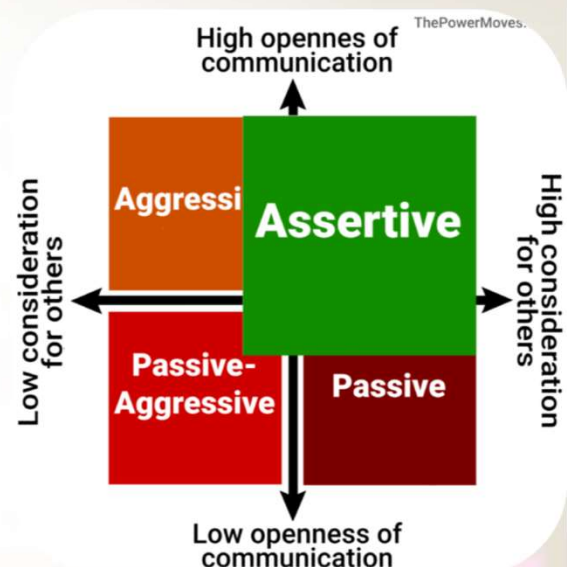 ThePowerMoves.
High opennes of
communication
Aggressi
Assertive
Low consideration
for others
High consideration
for others
Passive-
Aggressive
Passive
Low openness of
communication